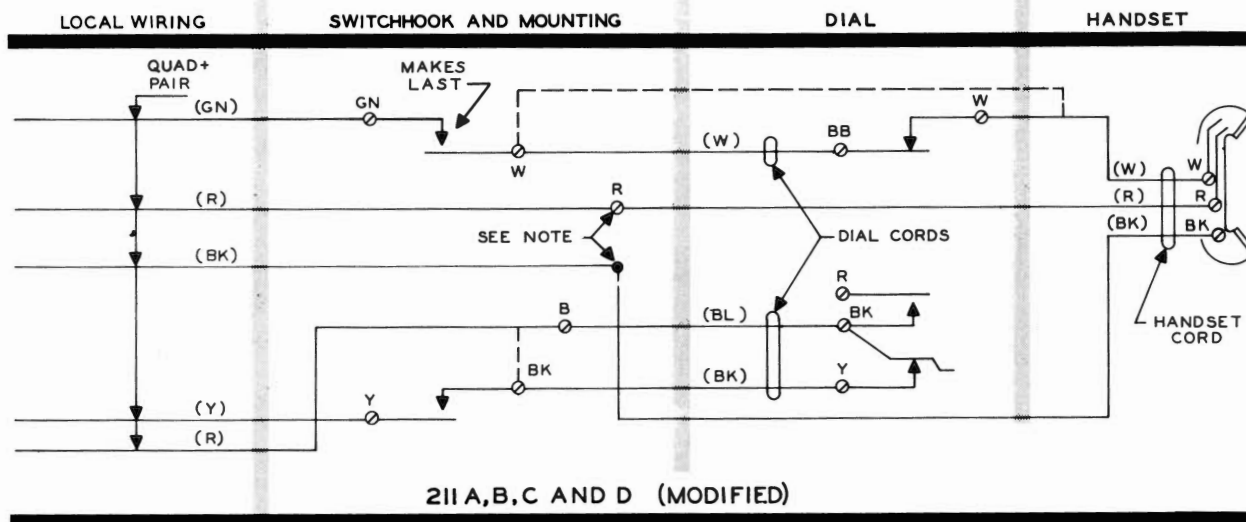 LOCAL WIRING SWITCHHOOK AND MOUNTING DIAL HANDSET
QUAD+
PAIR
MAKES
LAST
(GN) GN W
(W) BB
W
(W) W
(R) R (R) R
SEE NOTE DIAL CORDS (BK) BK
(BK)
R
B (BL) BK
HANDSET
CORD
BK (BK) Y
(Y) Y
(R)
211 A, B, C AND D (MODIFIED)